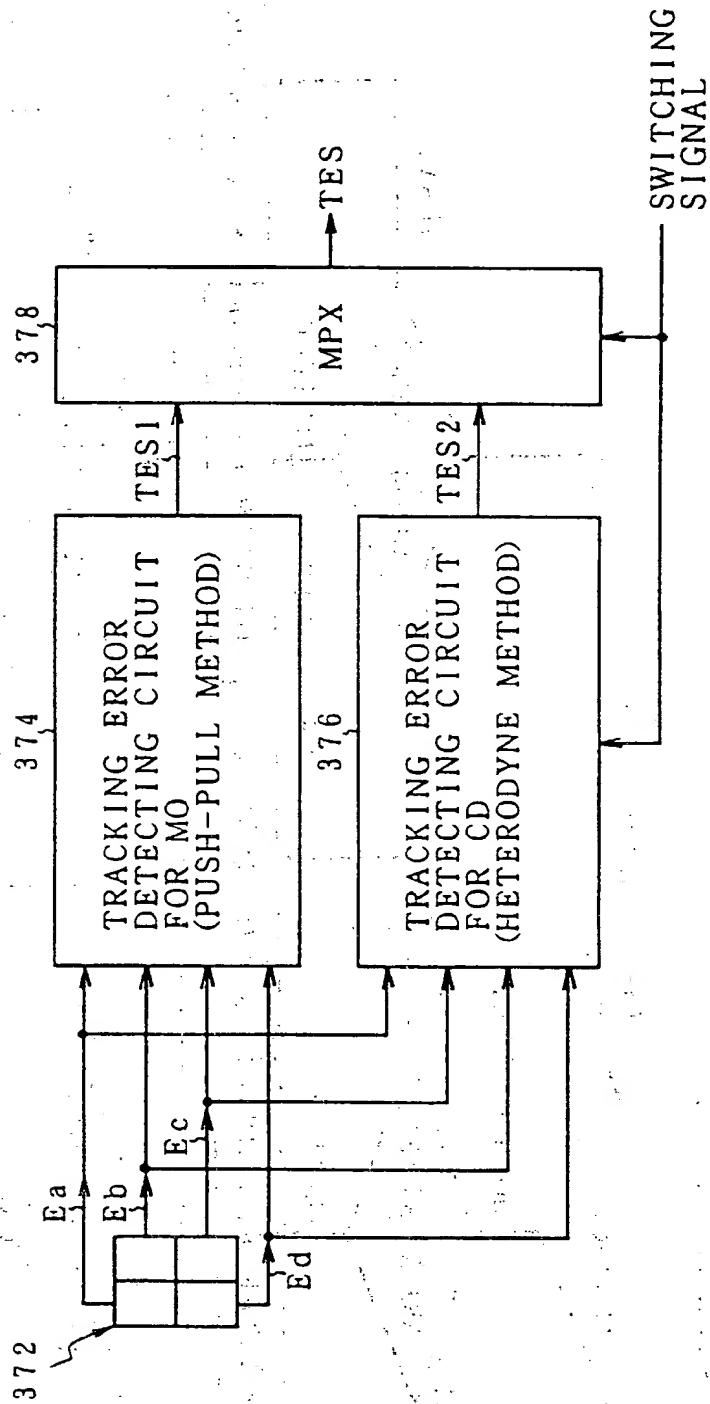 372
Ea
Eb
Ec
Ed
374
TRACKING ERROR
DETECTING CIRCUIT
FOR MO
(PUSH-PULL METHOD)
376
TRACKING ERROR
DETECTING CIRCUIT
FOR CD
(HETERODYNE METHOD)
TES1
TES2
378
MPX
TES
SWITCHING
SIGNAL